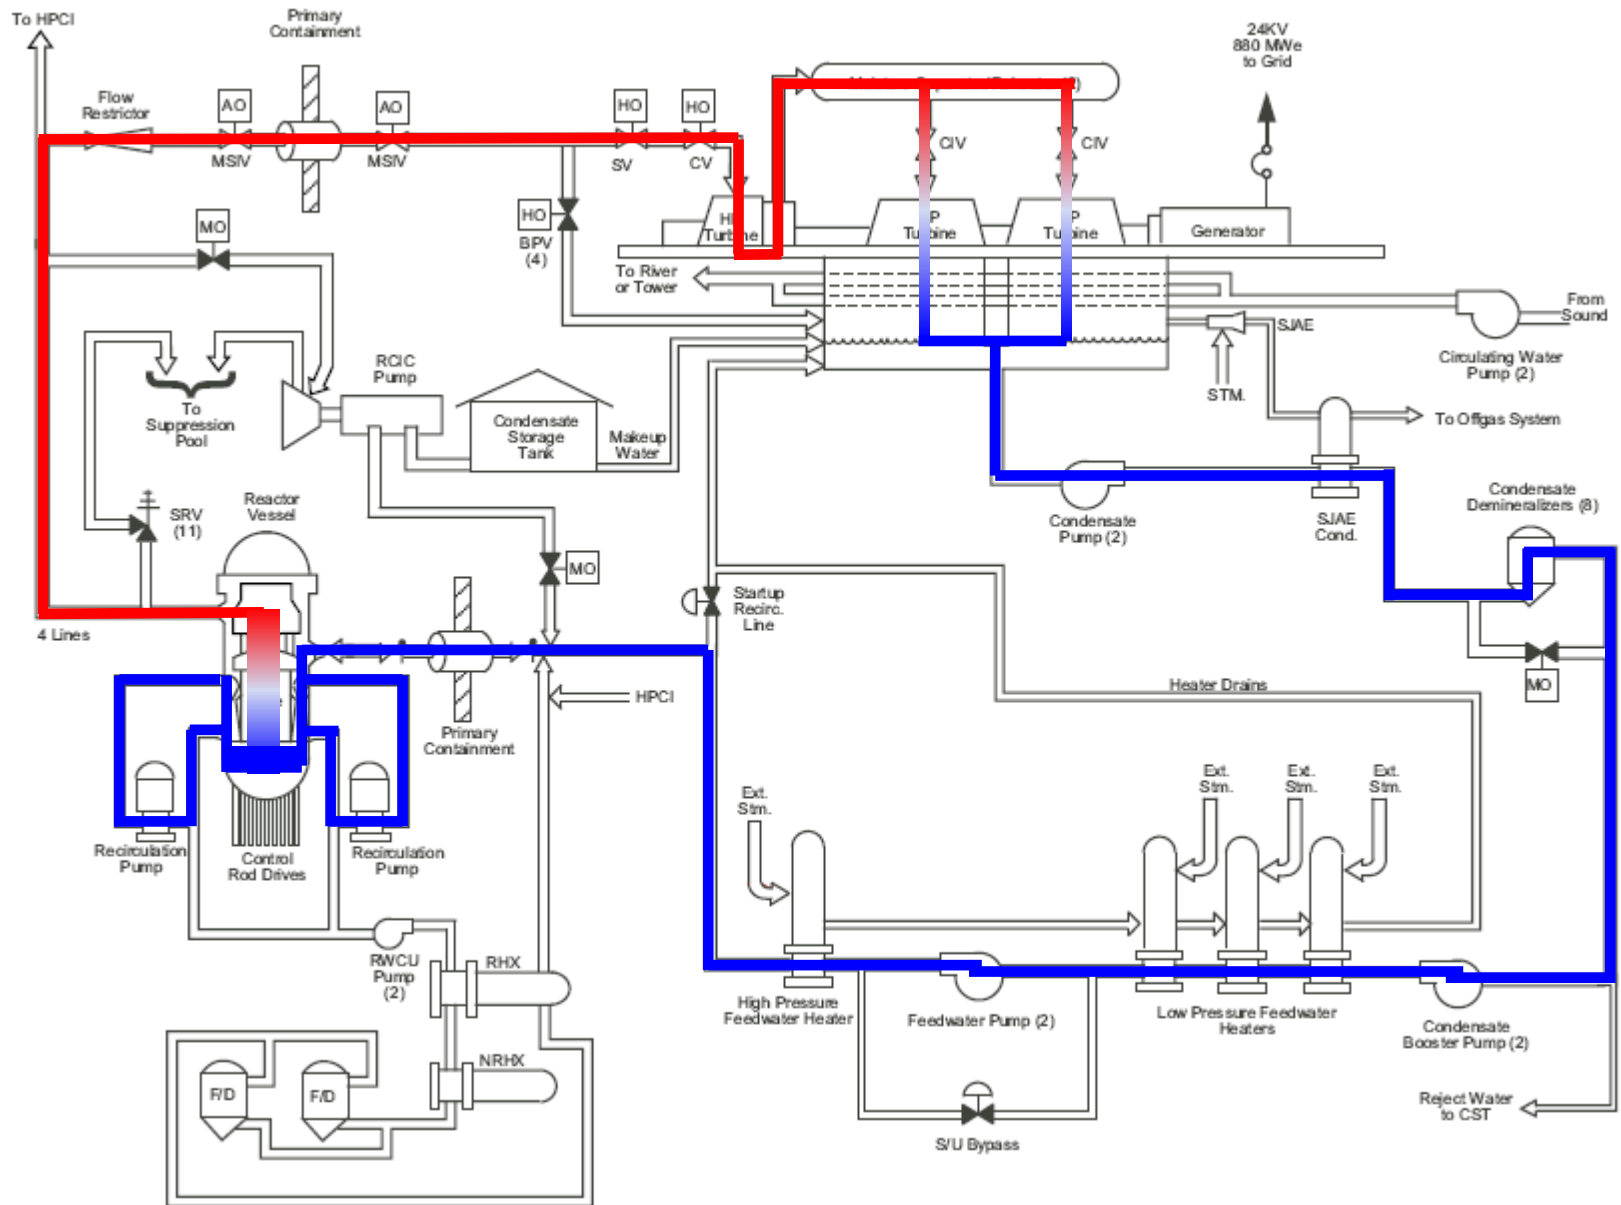 To HPCI
Primary
Containment
24KV
880 MWe
to Grid
Flow
Restrictor
AO
AO
HO
HO
MSIV
MSIV
SV
CV
CIV
CIV
MO
HO
BPV
(4)
Turbine
Turbine
Turbine
Generator
To River
or Tower
From
Sound
SJAE
Circulating Water
Pump (2)
STM.
RCIC
Pump
To
Suppression
Pool
Condensate
Storage
Tank
Makeup
Water
To Offgas System
SRV
(11)
Reactor
Vessel
Condensate
Pump (2)
SJAE
Cond.
Condensate
Demineralizers (8)
MO
Startup
Recirc.
Line
4 Lines
HPCI
Heater Drains
MO
Primary
Containment
Ext.
Stm.
Ext.
Stm.
Ext.
Stm.
Ext.
Stm.
Recirculation
Pump
Control
Rod Drives
Recirculation
Pump
RWCU
Pump
(2)
RHX
High Pressure
Feedwater Heater
Feedwater Pump (2)
Low Pressure Feedwater
Heaters
Condensate
Booster Pump (2)
NRHX
F/D
F/D
Reject Water
to CST
S/U Bypass